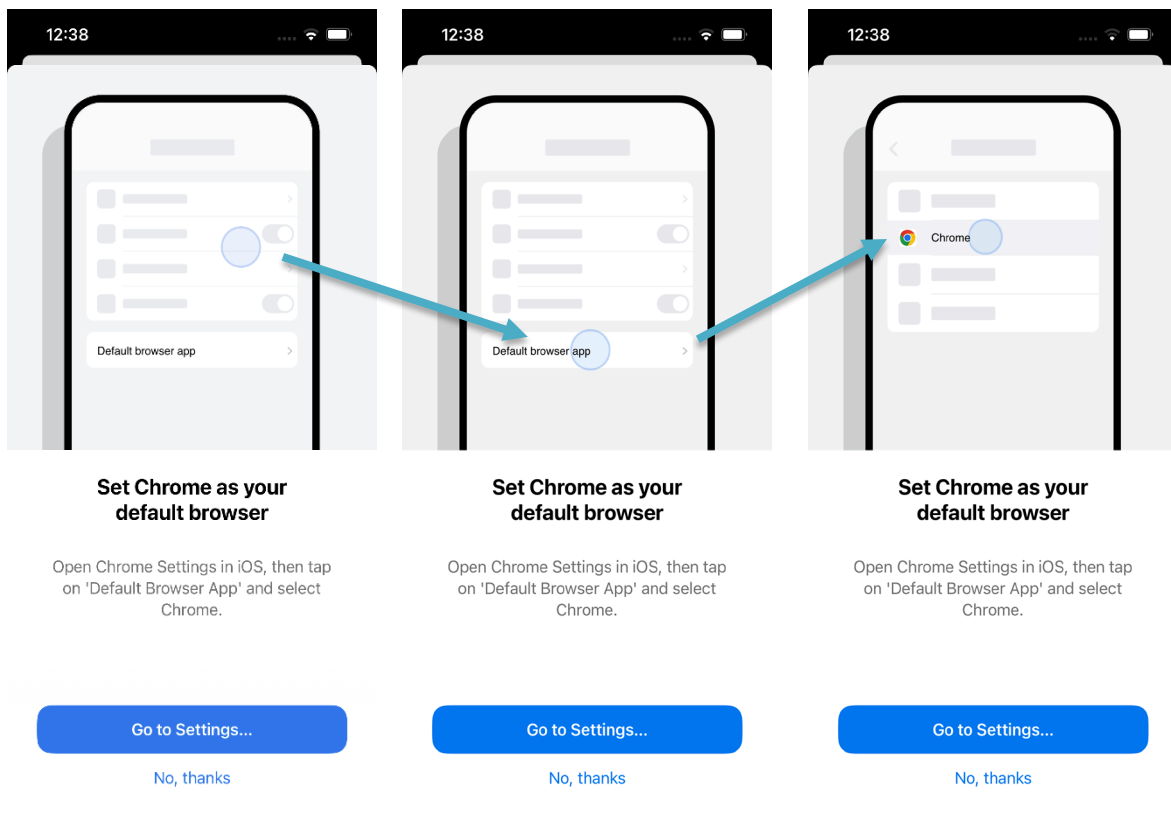 12:38
Default browser app
Set Chrome as your
default browser
Open Chrome Settings in iOS, then tap
on 'Default Browser App' and select
Chrome.
Go to Settings...
No, thanks
12:38
Default browser app
Set Chrome as your
default browser
Open Chrome Settings in iOS, then tap
on 'Default Browser App' and select
Chrome.
Go to Settings...
No, thanks
12:38
Chrome
Set Chrome as your
default browser
Open Chrome Settings in iOS, then tap
on 'Default Browser App' and select
Chrome.
Go to Settings...
No, thanks